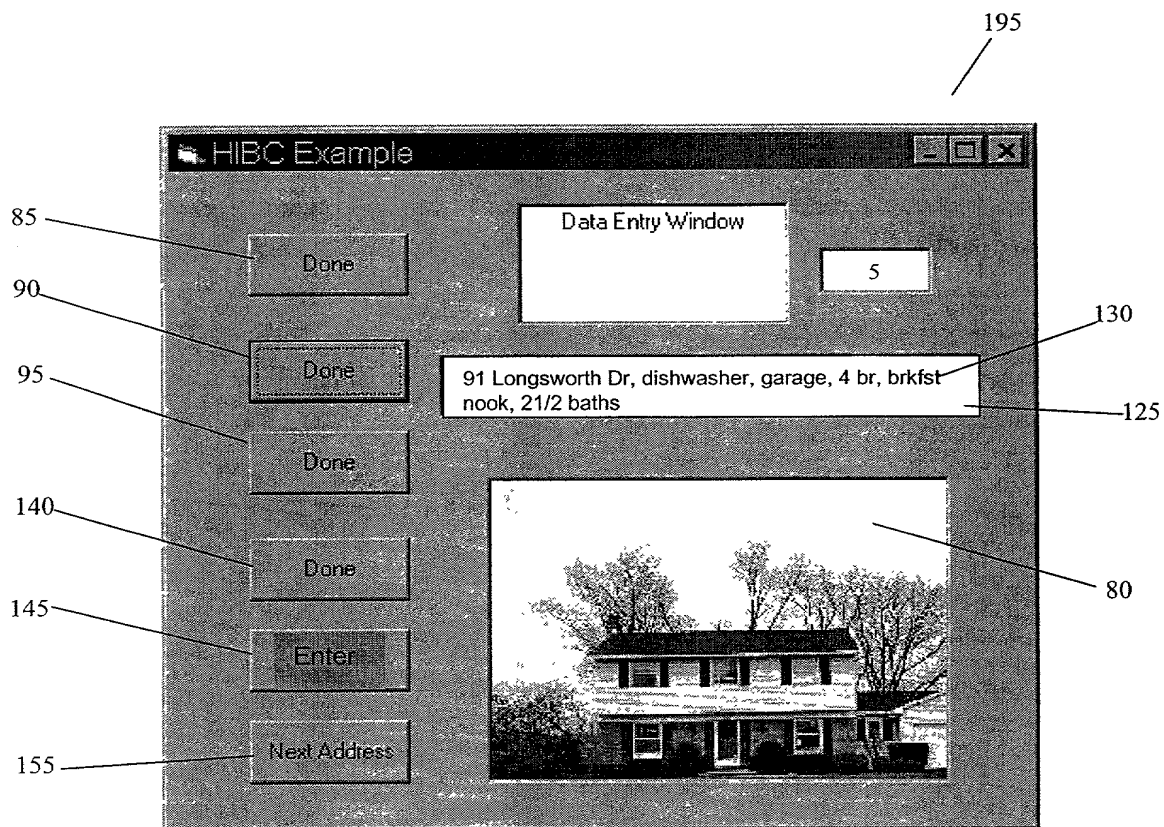 195
HIBC Example
85
Done
Data Entry Window
5
90
Done
130
91 Longsworth Dr, dishwasher, garage, 4 br, brkfst
nook, 21/2 baths
95
125
Done
140
Done
80
145
Enter
155
Next Address